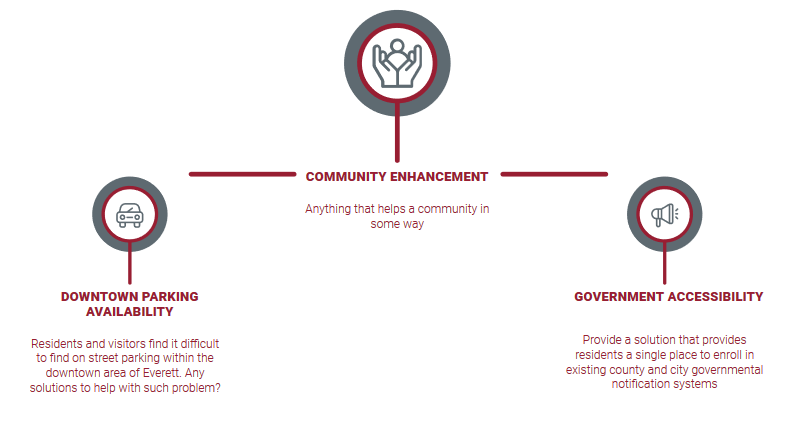 COMMUNITY ENHANCEMENT
Anything that helps a community in
some way
DOWNTOWN PARKING
AVAILABILITY
Residents and visitors find it difficult
to find on street parking within the
downtown area of Everett. Any
solutions to help with such problem?
GOVERNMENT ACCESSIBILITY
Provide a solution that provides
residents a single place to enroll in
existing county and city governmental
notification systems